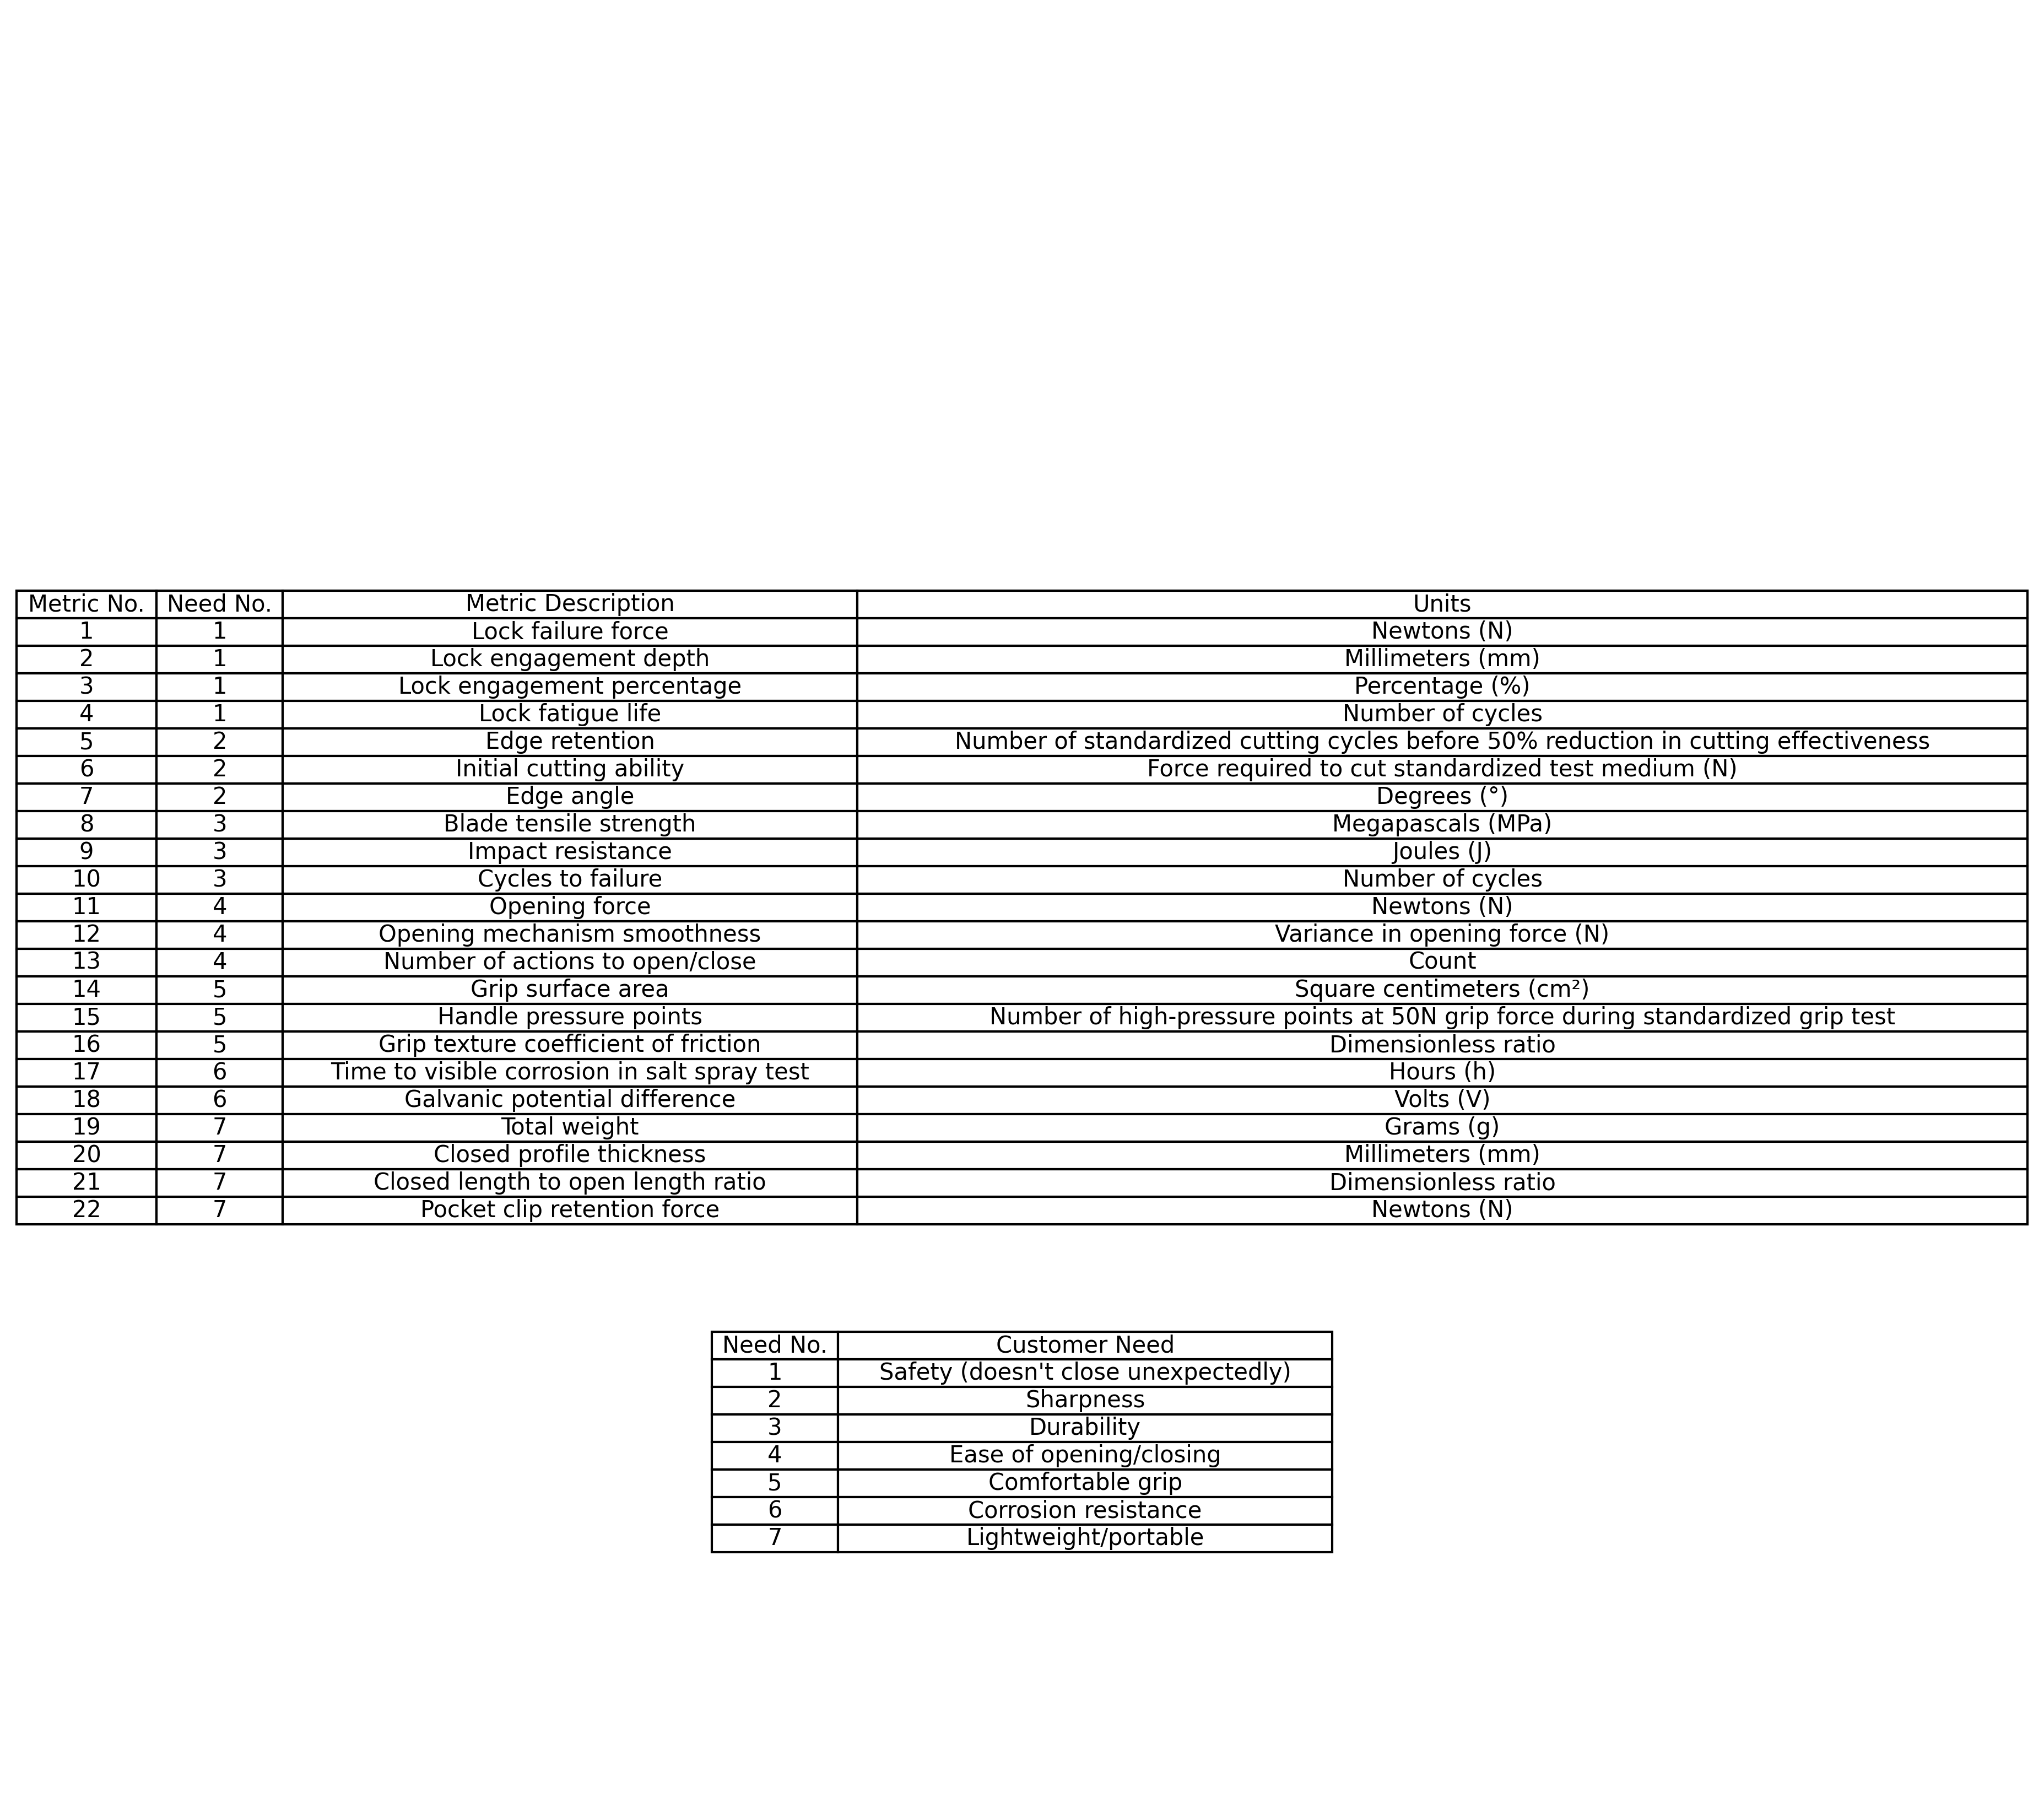 Metric No. Need No. Metric Description Units
1 1 Lock failure force Newtons (N)
2 1 Lock engagement depth Millimeters (mm)
3 1 Lock engagement percentage Percentage (%)
4 1 Lock fatigue life Number of cycles
5 2 Edge retention Number of standardized cutting cycles before 50% reduction in cutting effectiveness
6 2 Initial cutting ability Force required to cut standardized test medium (N)
7 2 Edge angle Degrees (°)
8 3 Blade tensile strength Megapascals (MPa)
9 3 Impact resistance Joules (J)
10 3 Cycles to failure Number of cycles
11 4 Opening force Newtons (N)
12 4 Opening mechanism smoothness Variance in opening force (N)
13 4 Number of actions to open/close Count
14 5 Grip surface area Square centimeters (cm²)
15 5 Handle pressure points Number of high-pressure points at 50N grip force during standardized grip test
16 5 Grip texture coefficient of friction Dimensionless ratio
17 6 Time to visible corrosion in salt spray test Hours (h)
18 6 Galvanic potential difference Volts (V)
19 7 Total weight Grams (g)
20 7 Closed profile thickness Millimeters (mm)
21 7 Closed length to open length ratio Dimensionless ratio
22 7 Pocket clip retention force Newtons (N)
Need No. Customer Need
1 Safety (doesn't close unexpectedly)
2 Sharpness
3 Durability
4 Ease of opening/closing
5 Comfortable grip
6 Corrosion resistance
7 Lightweight/portable